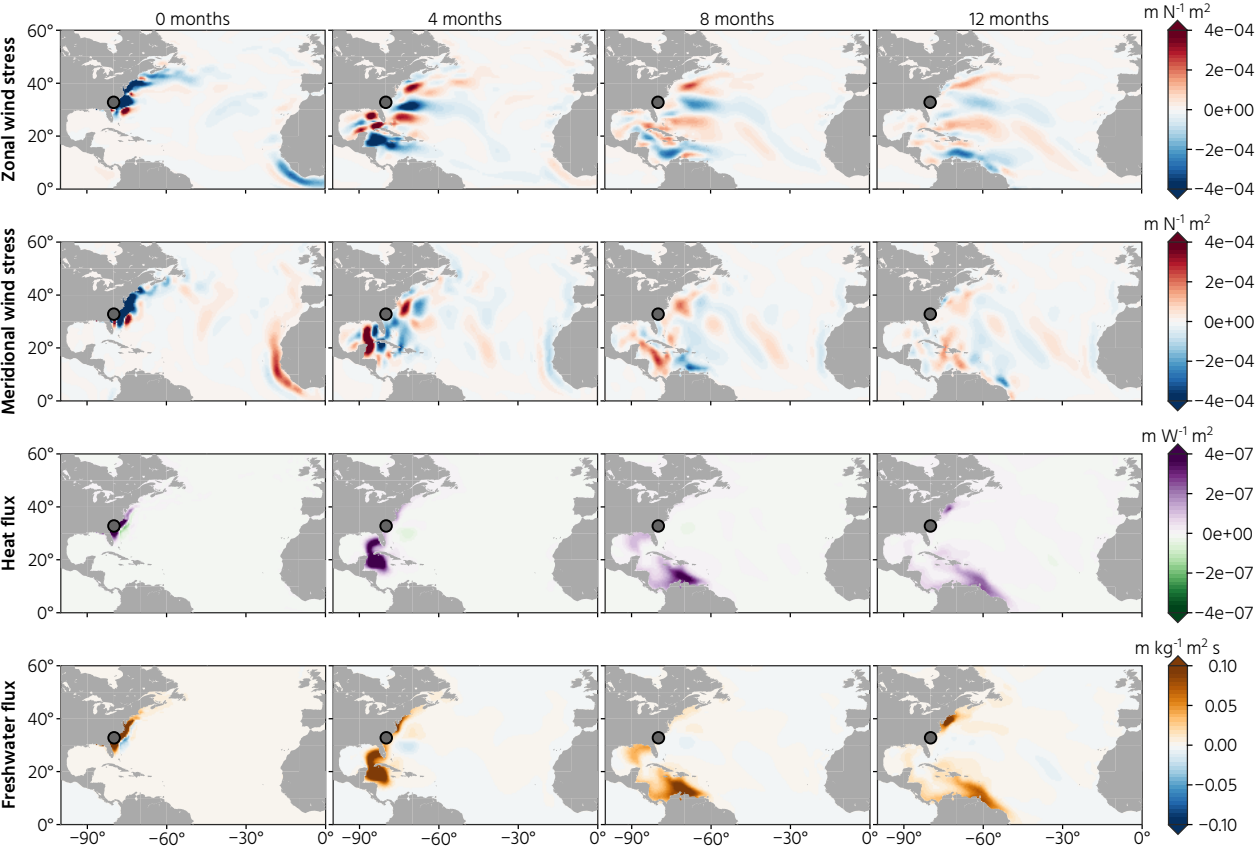 0 months 4 months 8 months 12 months
m N⁻¹ m²
Zonal wind stress
60°
40°
20°
0°
4e−04
2e−04
0e+00
−2e−04
−4e−04
m N⁻¹ m²
Meridional wind stress
60°
40°
20°
0°
4e−04
2e−04
0e+00
−2e−04
−4e−04
m W⁻¹ m²
Heat flux
60°
40°
20°
0°
4e−07
2e−07
0e+00
−2e−07
−4e−07
m kg⁻¹ m² s
Freshwater flux
60°
40°
20°
0°
0.10
0.05
0.00
−0.05
−0.10
−90° −60° −30° 0° −90° −60° −30° 0° −90° −60° −30° 0° −90° −60° −30° 0°